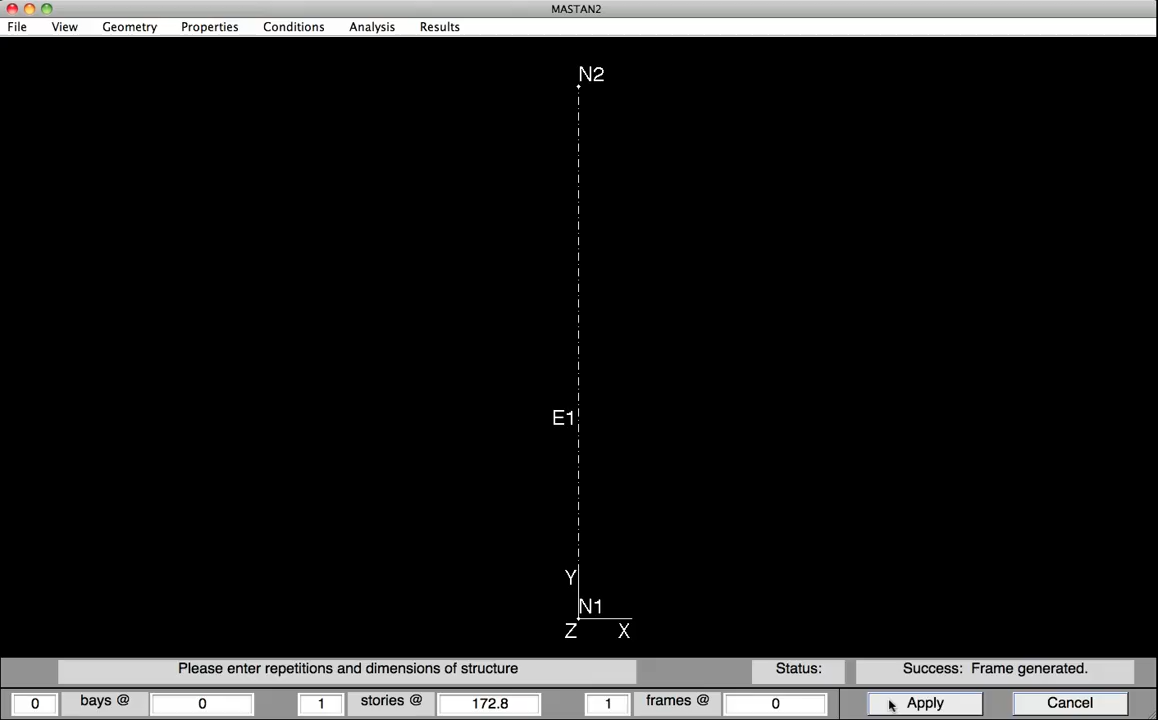 MASTAN2
File View Geometry Properties Conditions Analysis Results
N2
E1
Y
N1
Z X
Please enter repetitions and dimensions of structure Status: Success: Frame generated.
0 bays @ 0 1 stories @ 172.8 1 frames @ 0 Apply Cancel